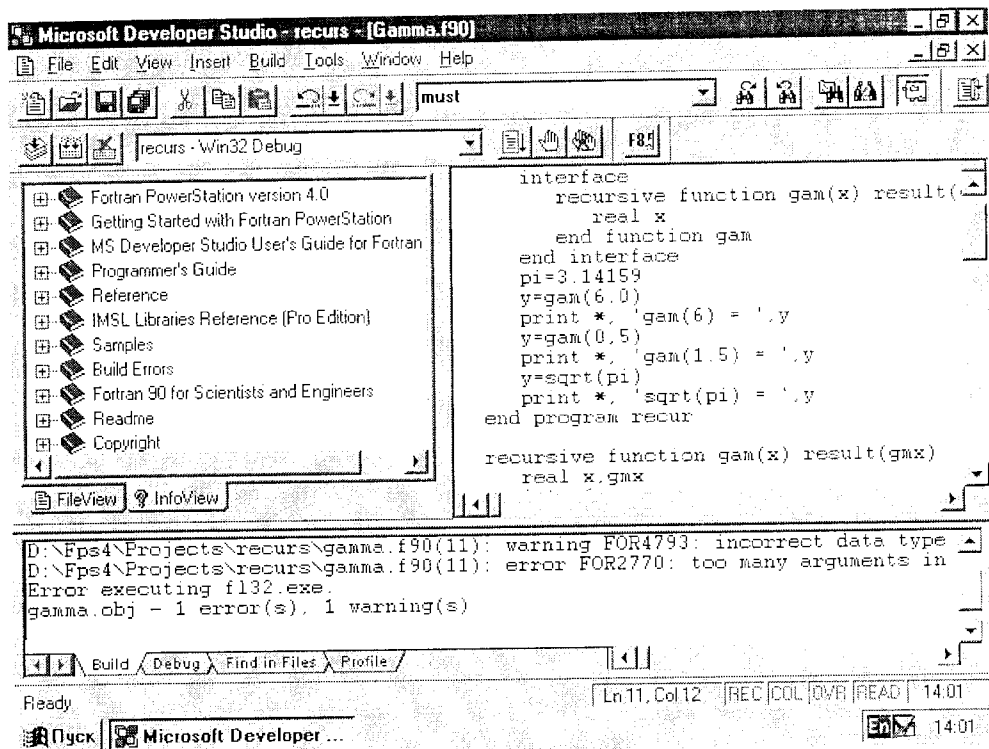 Microsoft Developer Studio - recurs - [Gamma.f90]
File Edit View Insert Build Tools Window Help
must
recurs - Win32 Debug
F8
Fortran PowerStation version 4.0
Getting Started with Fortran PowerStation
MS Developer Studio User's Guide for Fortran
Programmer's Guide
Reference
IMSL Libraries Reference (Pro Edition)
Samples
Build Errors
Fortran 90 for Scientists and Engineers
Readme
Copyright
FileView InfoView
interface
recursive function gam(x) result(
real x
end function gam
end interface
pi=3.14159
y=gam(6.0)
print *, 'gam(6) = ',y
y=gam(0,5)
print *, 'gam(1.5) = ',y
y=sqrt(pi)
print *, 'sqrt(pi) = ',y
end program recur
recursive function gam(x) result(gmx)
real x,gmx
D:\Fps4\Projects\recurs\gamma.f90(11): warning FOR4793: incorrect data type
D:\Fps4\Projects\recurs\gamma.f90(11): error FOR2770: too many arguments in
Error executing fl32.exe.
gamma.obj - 1 error(s), 1 warning(s)
Build Debug Find in Files Profile
Ready Ln 11, Col 12 REC COL OVR READ 14:01
Пуск Microsoft Developer ... En 14:01